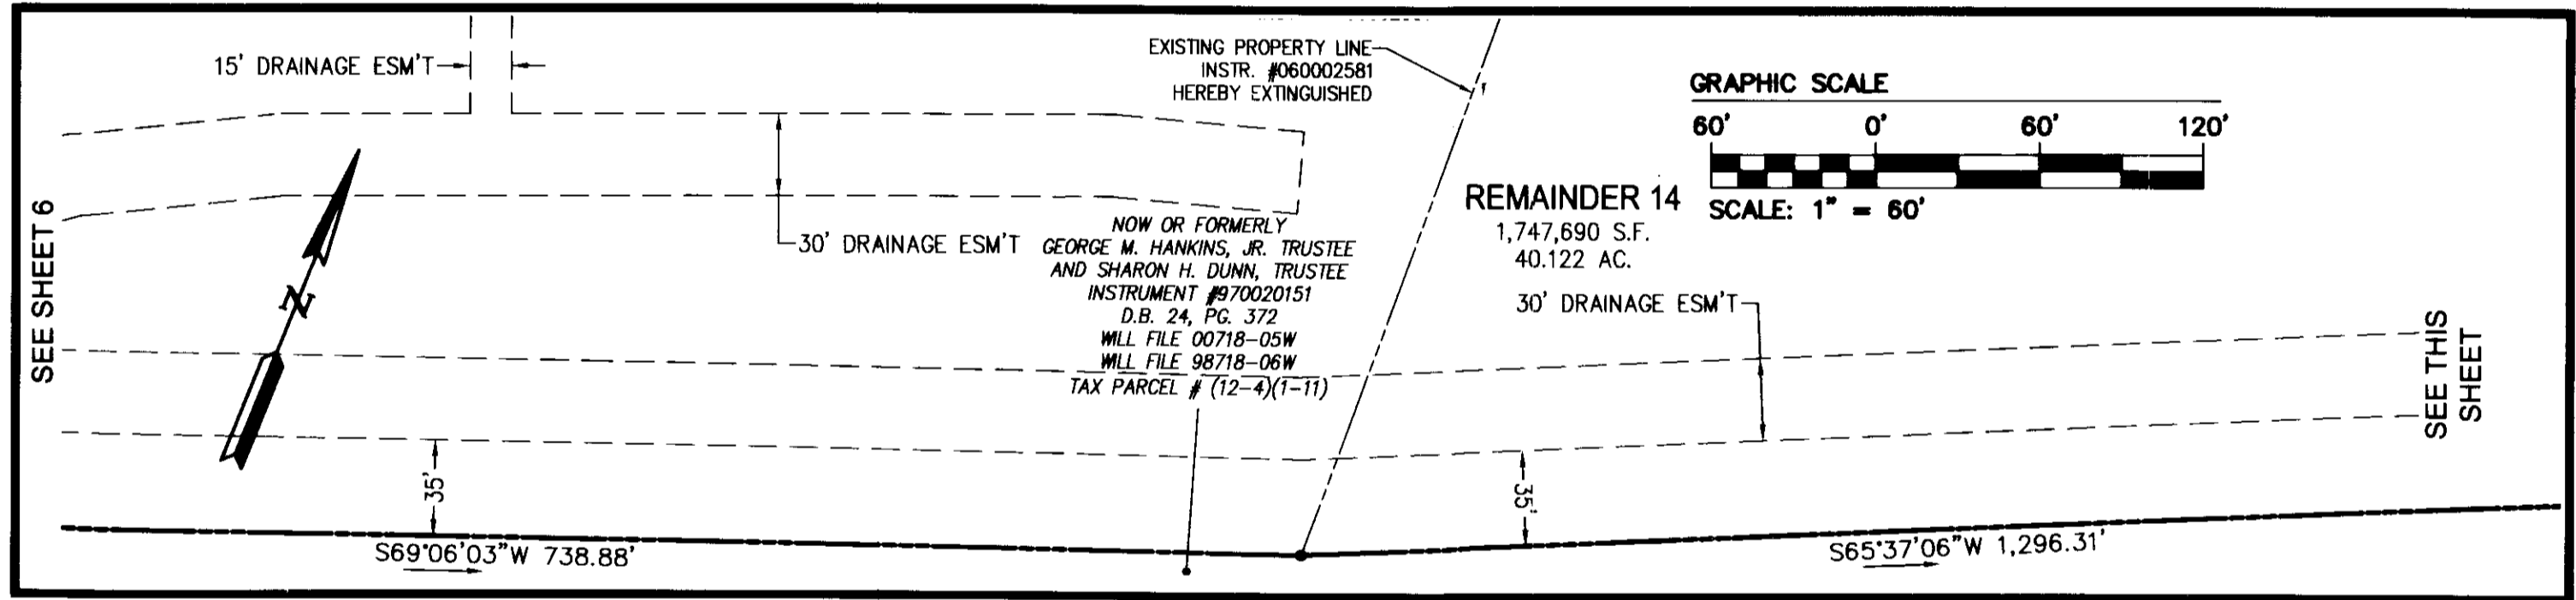 15' DRAINAGE ESM'T
EXISTING PROPERTY LINE
INSTR. #060002581
HEREBY EXTINGUISHED
GRAPHIC SCALE
60' 0' 60' 120'
SCALE: 1" = 60'
REMAINDER 14
1,747,690 S.F.
40.122 AC.
SEE SHEET 6
N
30' DRAINAGE ESM'T
NOW OR FORMERLY
GEORGE M. HANKINS, JR. TRUSTEE
AND SHARON H. DUNN, TRUSTEE
INSTRUMENT #970020151
D.B. 24, PG. 372
WILL FILE 00718-05W
WILL FILE 98718-06W
TAX PARCEL # (12-4)(1-11)
30' DRAINAGE ESM'T
SEE THIS
SHEET
35'
35'
S69°06'03"W 738.88'
S65°37'06"W 1,296.31'